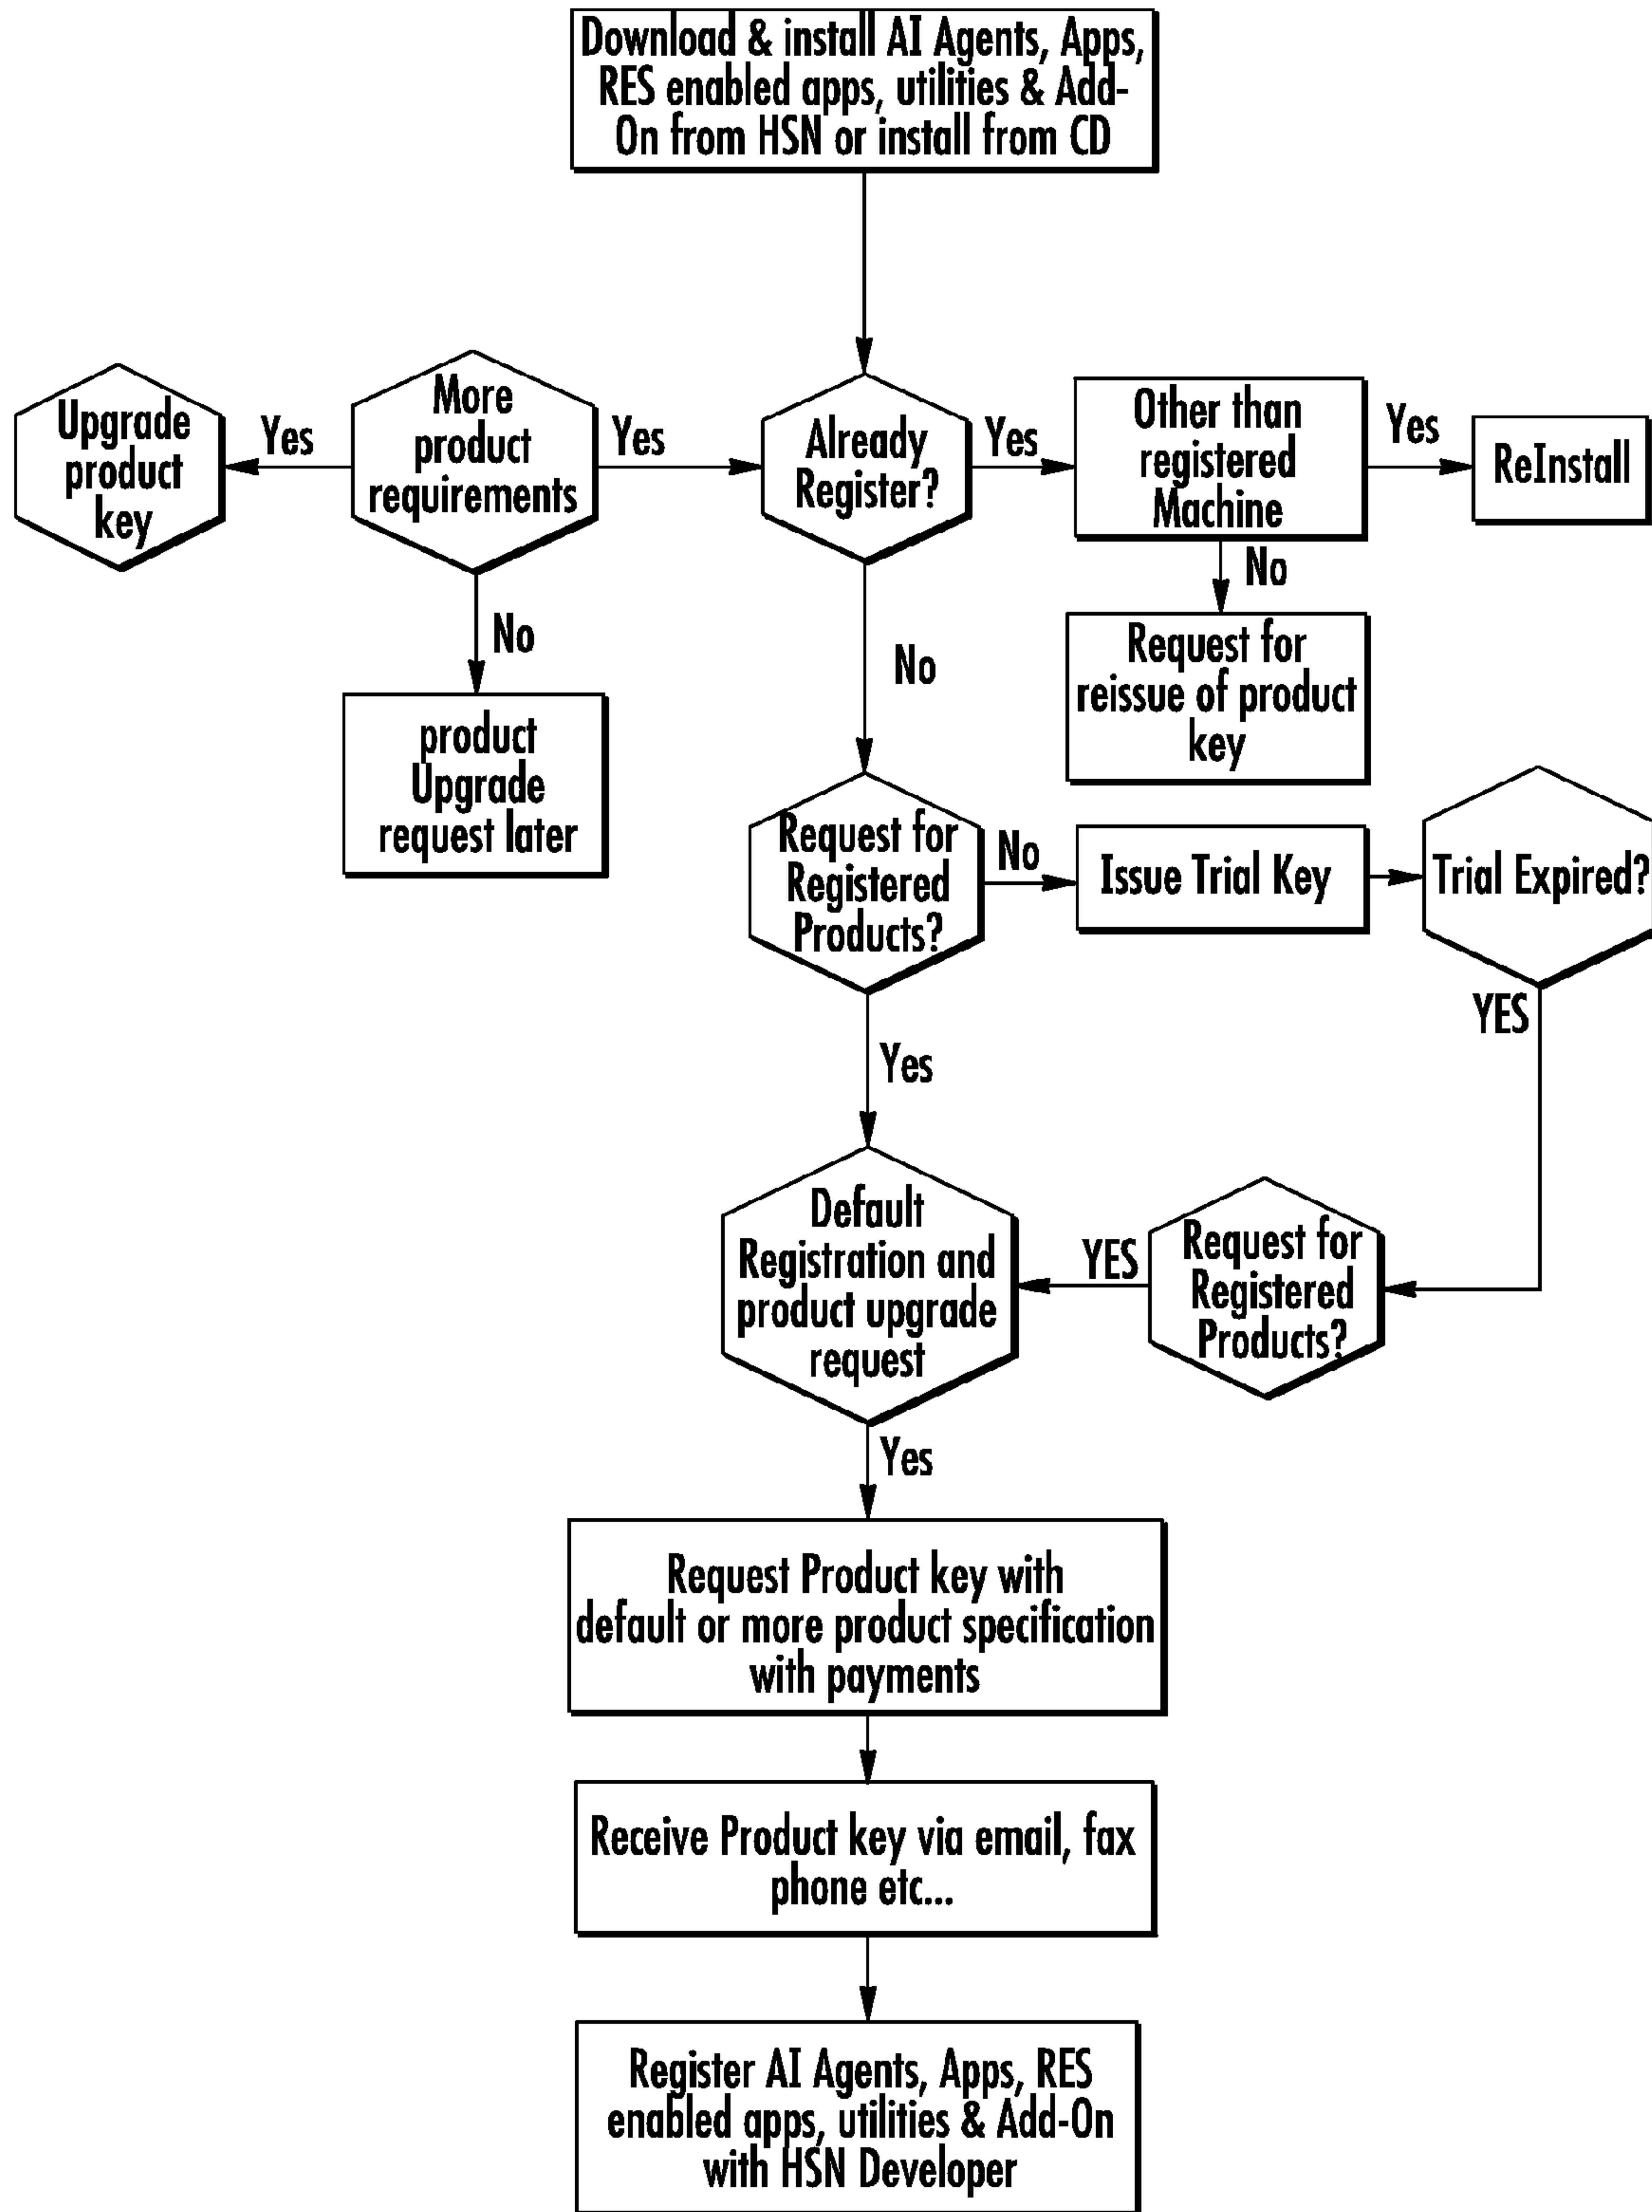 Download & install AI Agents, Apps,
RES enabled apps, utilities & Add-
On from HSN or install from CD
Upgrade
product
key
Yes
More
product
requirements
Yes
Already
Register?
Yes
Other than
registered
Machine
Yes
ReInstall
No
product
Upgrade
request later
No
No
Request for
reissue of product
key
Request for
Registered
Products?
No
Issue Trial Key
Trial Expired?
YES
Yes
Default
Registration and
product upgrade
request
YES
Request for
Registered
Products?
Yes
Request Product key with
default or more product specification
with payments
Receive Product key via email, fax
phone etc...
Register AI Agents, Apps, RES
enabled apps, utilities & Add-On
with HSN Developer